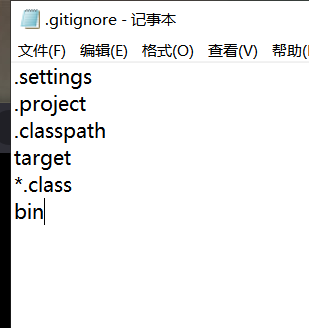 .gitignore - 记事本
文件(F) 编辑(E) 格式(O) 查看(V) 帮助(
.settings
.project
.classpath
target
*.class
bin